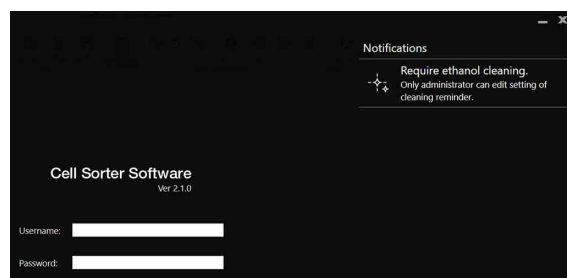 Notifications
Require ethanol cleaning.
Only administrator can edit setting of
cleaning reminder.
Cell Sorter Software
Ver 2.1.0
Username:
Password: